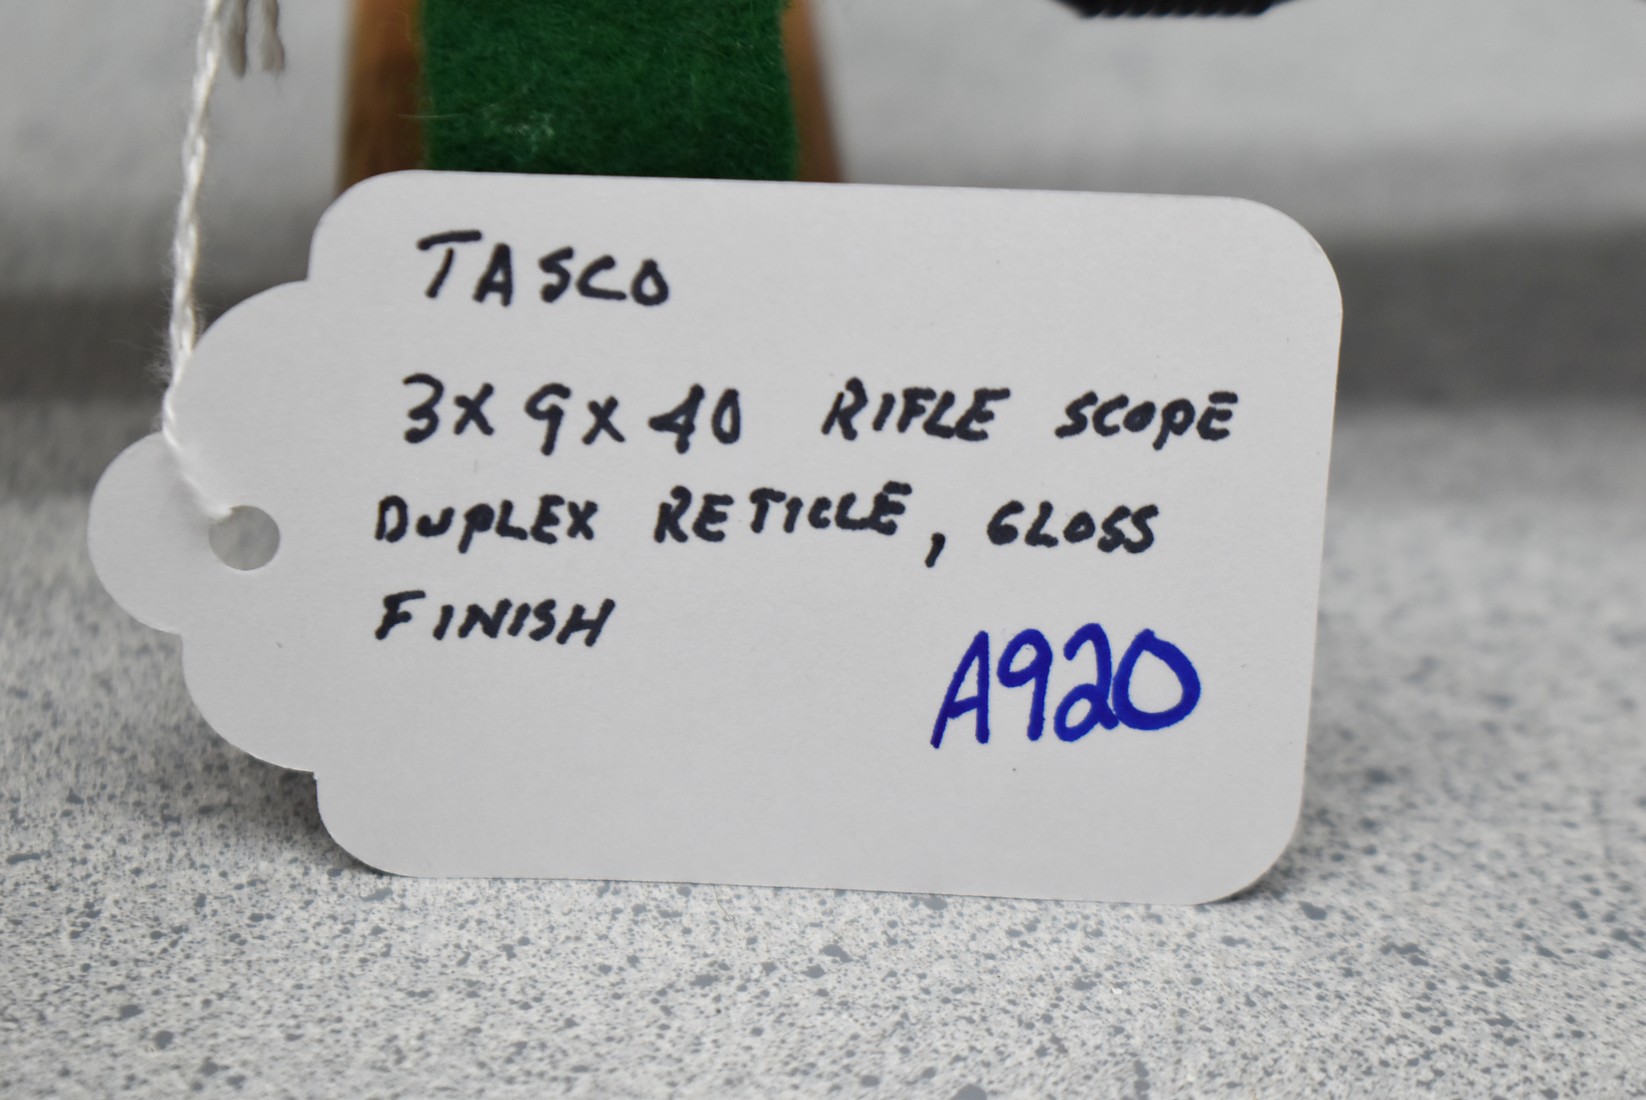 TASCO
3X9X40 RIFLE SCOPE
DUPLEX RETICLE, GLOSS
FINISH
A920